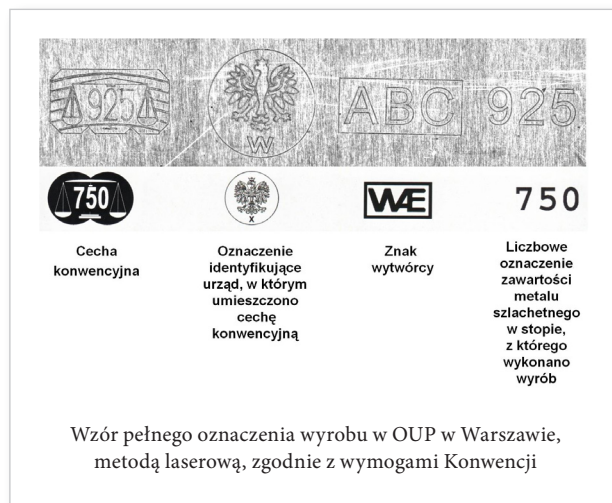 925 W ABC 925
750 X WÆ 750
Cecha
konwencyjna
Oznaczenie
identyfikujące
urząd, w którym
umieszczono
cechę
konwencyjną
Znak
wytwórcy
Liczbowe
oznaczenie
zawartości
metalu
szlachetnego
w stopie,
z którego
wykonano
wyrób
Wzór pełnego oznaczenia wyrobu w OUP w Warszawie,
metodą laserową, zgodnie z wymogami Konwencji